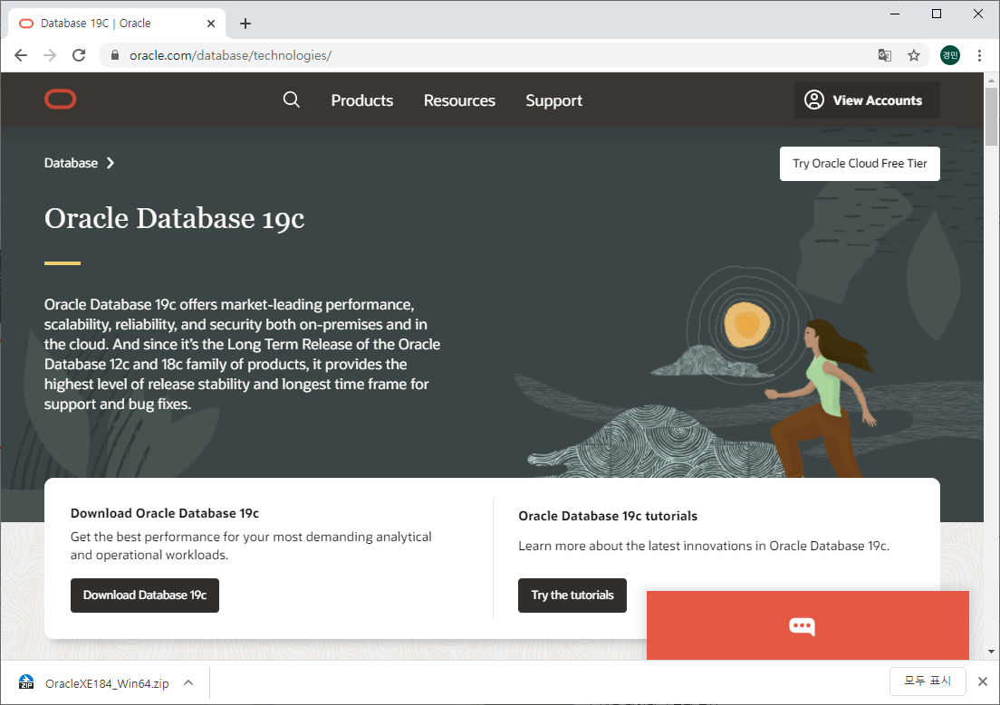 Database 19C | Oracle
oracle.com/database/technologies/
경민
Products Resources Support View Accounts
Database
Try Oracle Cloud Free Tier
Oracle Database 19c
Oracle Database 19c offers market-leading performance,
scalability, reliability, and security both on-premises and in
the cloud. And since it's the Long Term Release of the Oracle
Database 12c and 18c family of products, it provides the
highest level of release stability and longest time frame for
support and bug fixes.
Download Oracle Database 19c
Get the best performance for your most demanding analytical
and operational workloads.
Download Database 19c
Oracle Database 19c tutorials
Learn more about the latest innovations in Oracle Database 19c.
Try the tutorials
ZIP
OracleXE184_Win64.zip
모두 표시